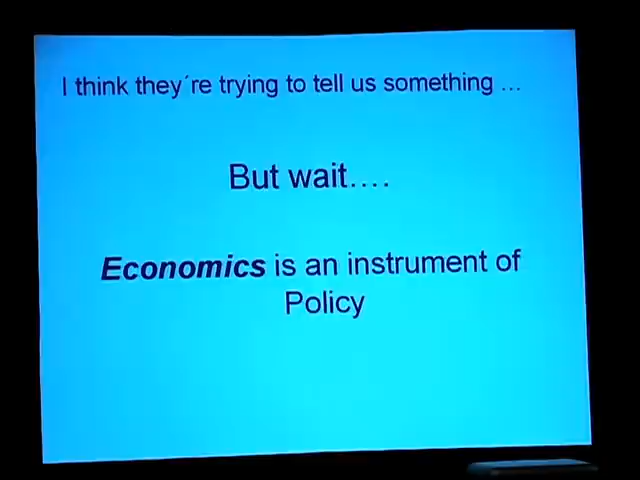 I think they´re trying to tell us something ...
But wait....
Economics is an instrument of
Policy